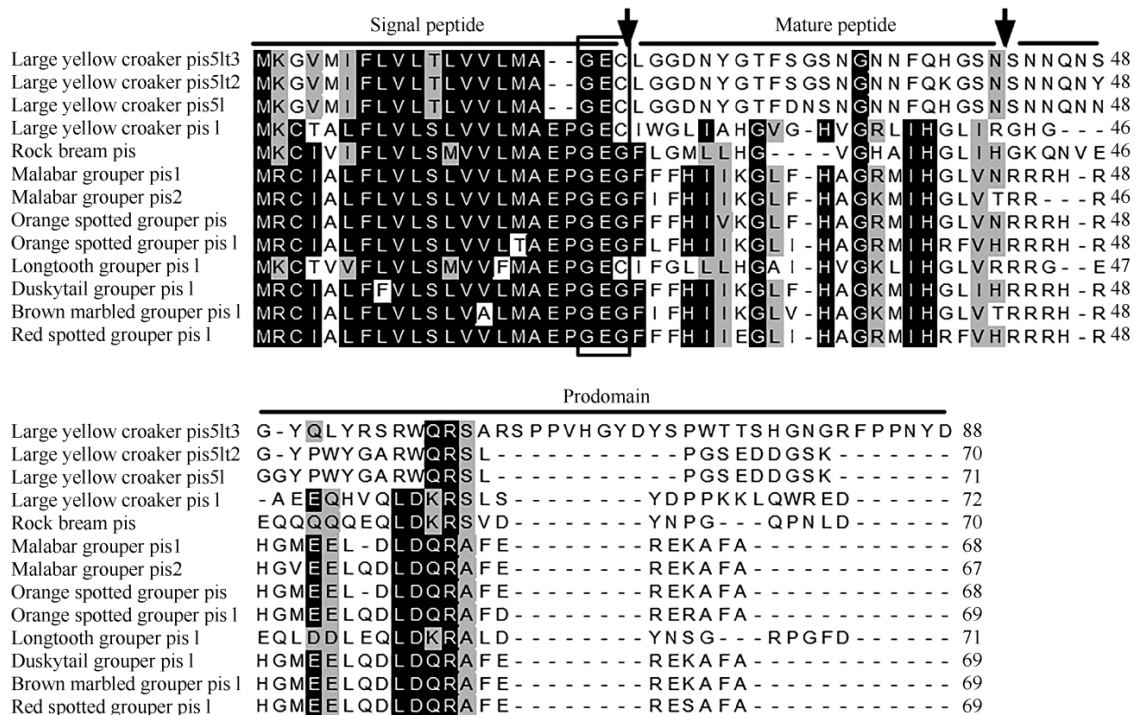 Signal peptide Mature peptide
Large yellow croaker pis5lt3 MKGVMIFLVLTLVVLMA--GECLGGDNYGTFSGSNGNNFQHGSNSNNQNS 48
Large yellow croaker pis5lt2 MKGVMIFLVLTLVVLMA--GECLGGDNYGTFSGSNGNNFQKGSNSNNQNY 48
Large yellow croaker pis5l MKGVMIFLVLTLVVLMA--GECLGGDNYGTFDNSNGNNFQHGSNSNNQNN 48
Large yellow croaker pis l MKCTALFLVLSLVVLMAEPGECIWGLIAHGVG-HVGRLIHGLIRGHG--- 46
Rock bream pis MKCIVIFLVLSMVVLMAEPGEGFLGMLLHG----VGHAIHGLIHGKQNVE 46
Malabar grouper pis1 MRCIALFLVLSLVVLMAEPGEGFFFHIIKGLF-HAGRMIHGLVNRRRH-R 48
Malabar grouper pis2 MRCIALFLVLSLVVLMAEPGEGFIFHIIKGLF-HAGKMIHGLVTRR---R 46
Orange spotted grouper pis MRCIALFLVLSLVVLMAEPGEGFFFHIVKGLF-HAGRMIHGLVNRRRH-R 48
Orange spotted grouper pis l MRCIALFLVLSLVVLTAEPGEGFLFHIIKGLI-HAGRMIHRFVHRRRH-R 48
Longtooth grouper pis l MKCTVVFLVLSMVVFMAEPGECIFGLLLHGAI-HVGKLIHGLVRRRG--E 47
Duskytail grouper pis l MRCIALFFVLSLVVLMAEPGEGFFFHIIKGLF-HAGKMIHGLIHRRRH-R 48
Brown marbled grouper pis l MRCIALFLVLSLVALMAEPGEGFIFHIIKGLV-HAGKMIHGLVTRRRH-R 48
Red spotted grouper pis l MRCIALFLVLSLVVLMAEPGEGFFFHIIEGLI-HAGRMIHRFVHRRRH-R 48
Prodomain
Large yellow croaker pis5lt3 G-YQLYRSRWQRSARSPPVHGYDYSPWTTSHGNGRFPPNYD 88
Large yellow croaker pis5lt2 G-YPWYGARWQRSL-----------PGSEDDGSK------- 70
Large yellow croaker pis5l GGYPWYGARWQRSL-----------PGSEDDGSK------- 71
Large yellow croaker pis l -AEEQHVQLDKRSLS--------YDPPKKLQWRED------ 72
Rock bream pis EQQQQQEQLDKRSVD--------YNPG---QPNLD------ 70
Malabar grouper pis1 HGMEEL-DLDQRAFE--------REKAFA------------ 68
Malabar grouper pis2 HGVEELQDLDQRAFE--------REKAFA------------ 67
Orange spotted grouper pis HGMEEL-DLDQRAFE--------REKAFA------------ 68
Orange spotted grouper pis l HGMEELQDLDQRAFD--------RERAFA------------ 69
Longtooth grouper pis l EQLDDLEQLDKRALD--------YNSG---RPGFD------ 71
Duskytail grouper pis l HGMEELQDLDQRAFE--------REKAFA------------ 69
Brown marbled grouper pis l HGMEELQDLDQRAFE--------REKAFA------------ 69
Red spotted grouper pis l HGMEELQDLDQRAFE--------RESAFA------------ 69